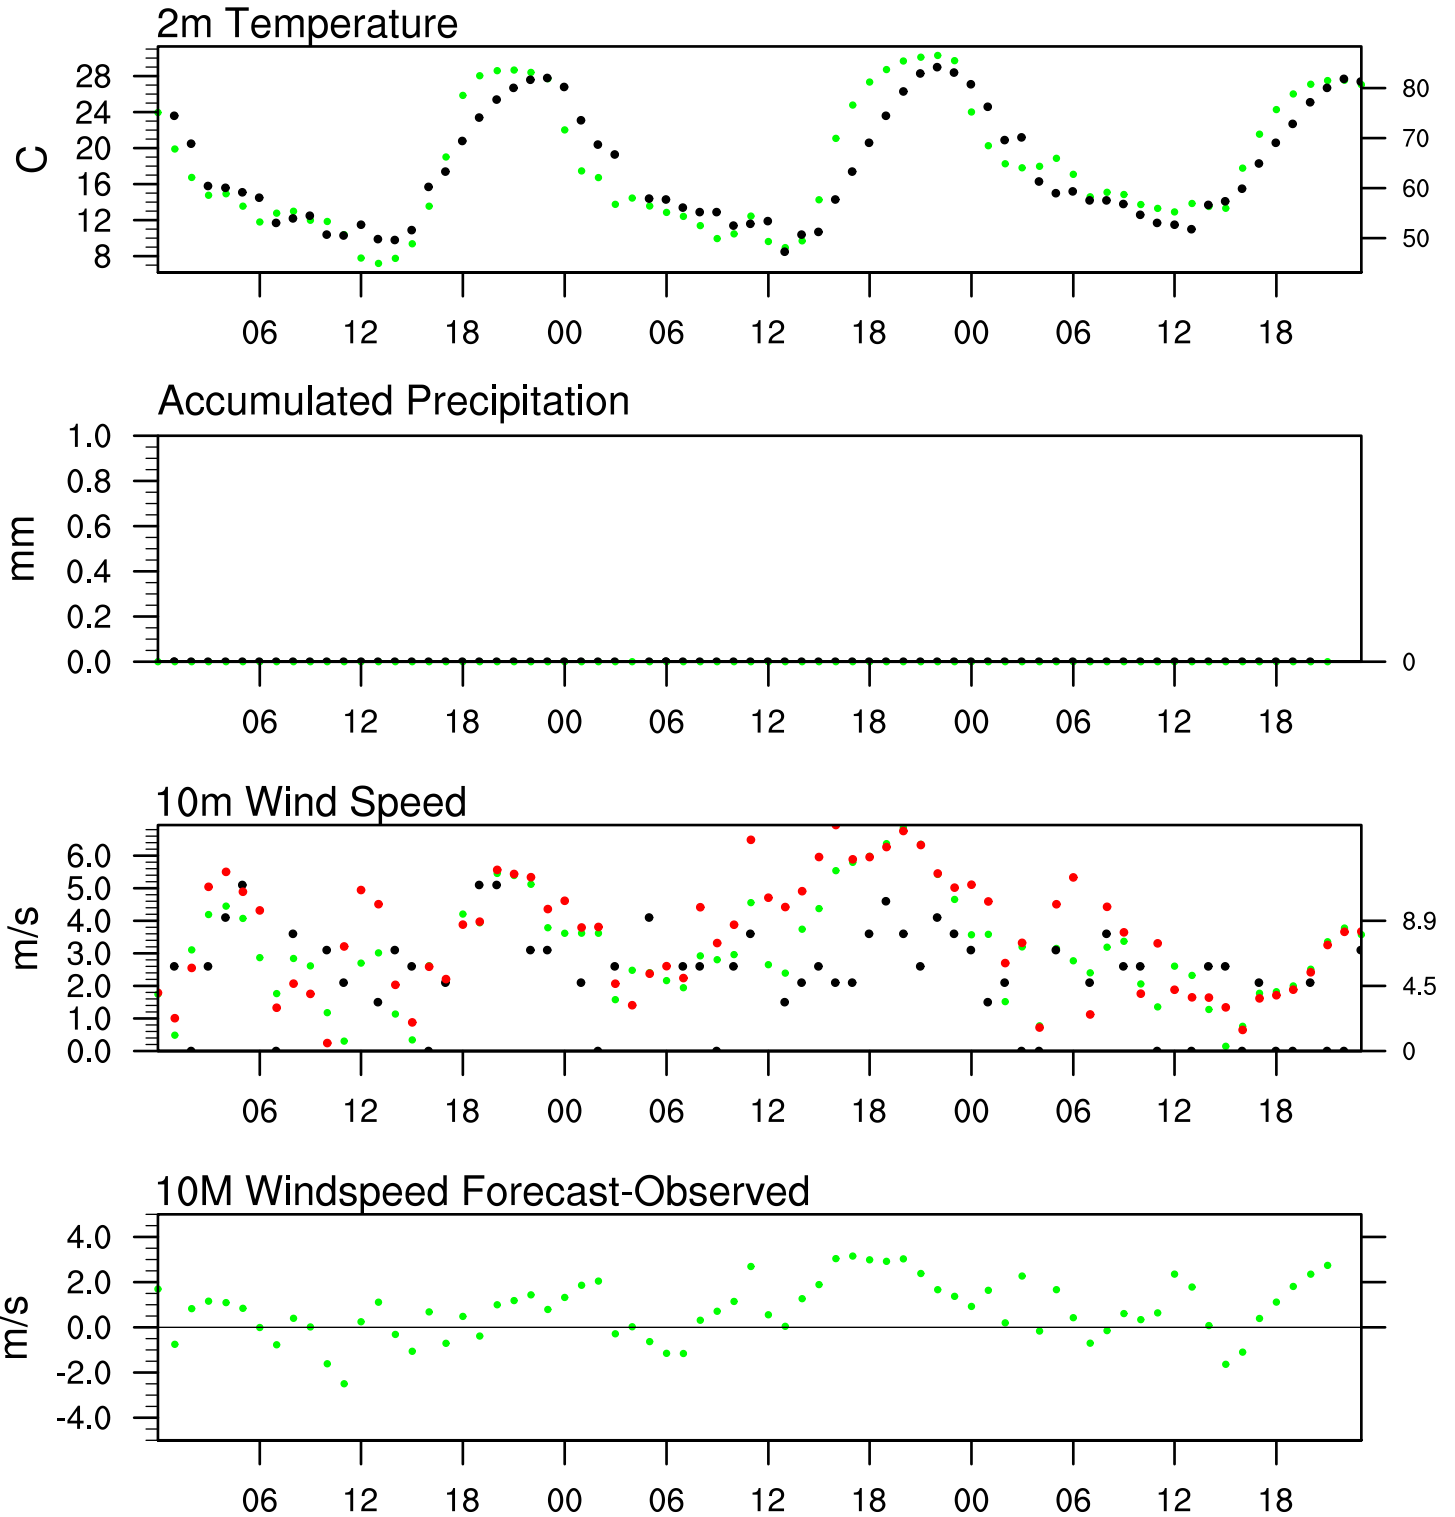 2m Temperature
28
24
20
16
12
8
C
80
70
60
50
06 12 18 00 06 12 18 00 06 12 18
Accumulated Precipitation
1.0
0.8
0.6
0.4
0.2
0.0
mm
0
06 12 18 00 06 12 18 00 06 12 18
10m Wind Speed
6.0
5.0
4.0
3.0
2.0
1.0
0.0
m/s
8.9
4.5
0
06 12 18 00 06 12 18 00 06 12 18
10M Windspeed Forecast-Observed
4.0
2.0
0.0
-2.0
-4.0
m/s
06 12 18 00 06 12 18 00 06 12 18